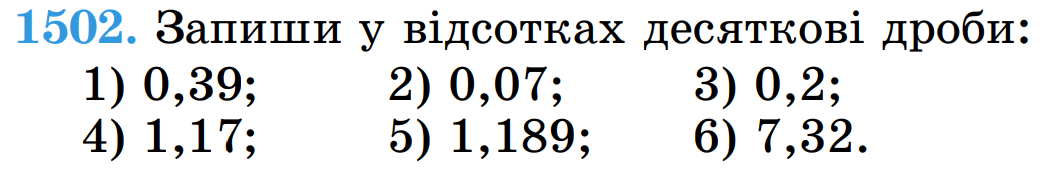 1502. Запиши у відсотках десяткові дроби:
1) 0,39; 2) 0,07; 3) 0,2;
4) 1,17; 5) 1,189; 6) 7,32.